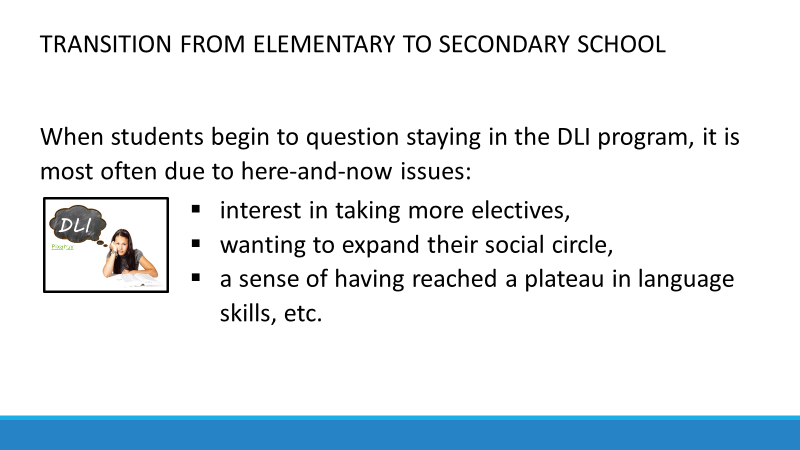 TRANSITION FROM ELEMENTARY TO SECONDARY SCHOOL
When students begin to question staying in the DLI program, it is
most often due to here-and-now issues:
DLI
Pixabay
▪ interest in taking more electives,
▪ wanting to expand their social circle,
▪ a sense of having reached a plateau in language
skills, etc.